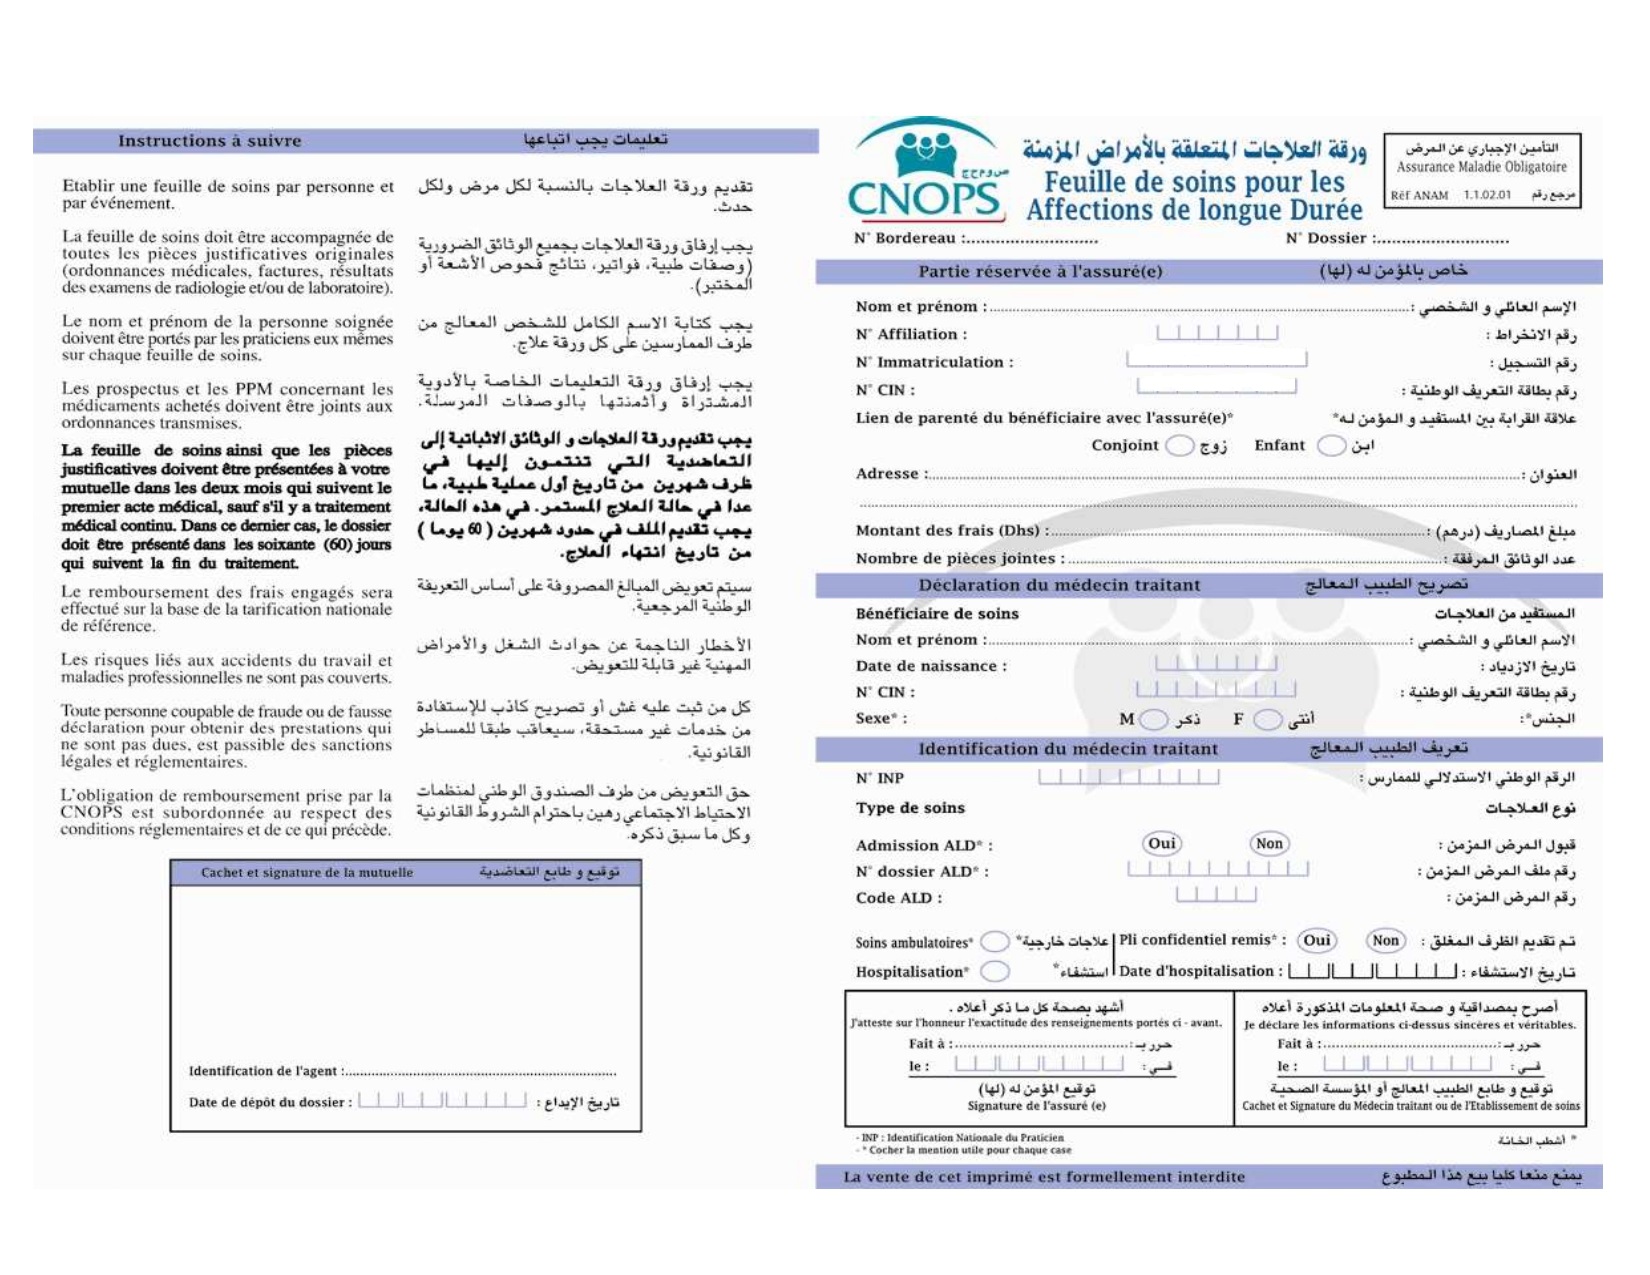 Instructions à suivre
تعليمات يجب اتباعها
Etablir une feuille de soins par personne et
par événement.
La feuille de soins doit être accompagnée de
toutes les pièces justificatives originales
(ordonnances médicales, factures, résultats
des examens de radiologie et/ou de laboratoire).
Le nom et prénom de la personne soignée
doivent être portés par les praticiens eux mêmes
sur chaque feuille de soins.
Les prospectus et les PPM concernant les
médicaments achetés doivent être joints aux
ordonnances transmises.
La feuille de soins ainsi que les pièces
justificatives doivent être présentées à votre
mutuelle dans les deux mois qui suivent le
premier acte médical, sauf s'il y a traitement
médical continu. Dans ce dernier cas, le dossier
doit être présenté dans les soixante (60) jours
qui suivent la fin du traitement.
Le remboursement des frais engagés sera
effectué sur la base de la tarification nationale
de référence.
Les risques liés aux accidents du travail et
maladies professionnelles ne sont pas couverts.
Toute personne coupable de fraude ou de fausse
déclaration pour obtenir des prestations qui
ne sont pas dues, est passible des sanctions
légales et réglementaires.
L'obligation de remboursement prise par la
CNOPS est subordonnée au respect des
conditions réglementaires et de ce qui précède.
تقديم ورقة العلاجات بالنسبة لكل مرض ولكل
حدث.
يجب إرفاق ورقة العلاجات بجميع الوثائق الضرورية
(وصفات طبية، فواتير، نتائج فحوص الأشعة أو
المختبر).
يجب كتابة الاسم الكامل للشخص المعالج من
طرف الممارسين على كل ورقة علاج.
يجب إرفاق ورقة التعليمات الخاصة بالأدوية
المشتراة وأثمنتها بالوصفات المرسلة.
يجب تقديم ورقة العلاجات و الوثائق الاثباتية إلى
التعاضدية التي تنتمون إليها في
ظرف شهرين من تاريخ أول عملية طبية، ما
عدا في حالة العلاج المستمر. في هذه الحالة،
يجب تقديم الملف في حدود شهرين ( 60 يوما )
من تاريخ انتهاء العلاج.
سيتم تعويض المبالغ المصروفة على أساس التعريفة
الوطنية المرجعية.
الأخطار الناجمة عن حوادث الشغل والأمراض
المهنية غير قابلة للتعويض.
كل من ثبت عليه غش أو تصريح كاذب للإستفادة
من خدمات غير مستحقة، سيعاقب طبقا للمساطر
القانونية.
حق التعويض من طرف الصندوق الوطني لمنظمات
الاحتياط الاجتماعي رهين باحترام الشروط القانونية
وكل ما سبق ذكره.
Cachet et signature de la mutuelle توقيع و طابع التعاضدية
Identification de l'agent :
Date de dépôt du dossier : تاريخ الإيداع :
CNOPS
ورقة العلاجات المتعلقة بالأمراض المزمنة
Feuille de soins pour les
Affections de longue Durée
التأمين الإجباري عن المرض
Assurance Maladie Obligatoire
Réf ANAM 1.1.02.01 مرجع رقم
N° Bordereau :........................... N° Dossier :...........................
Partie réservée à l'assuré(e) خاص بالمؤمن له (لها)
Nom et prénom : الإسم العائلي و الشخصي :
N° Affiliation : رقم الانخراط :
N° Immatriculation : رقم التسجيل :
N° CIN : رقم بطاقة التعريف الوطنية :
Lien de parenté du bénéficiaire avec l'assuré(e)* علاقة القرابة بين المستفيد و المؤمن له*
Conjoint زوج Enfant ابن
Adresse : العنوان :
Montant des frais (Dhs) : مبلغ المصاريف (درهم) :
Nombre de pièces jointes : عدد الوثائق المرفقة :
Déclaration du médecin traitant تصريح الطبيب المعالج
Bénéficiaire de soins المستفيد من العلاجات
Nom et prénom : الاسم العائلي و الشخصي :
Date de naissance : تاريخ الازدياد :
N° CIN : رقم بطاقة التعريف الوطنية :
Sexe* : M ذكر F أنثى الجنس*:
Identification du médecin traitant تعريف الطبيب المعالج
N° INP الرقم الوطني الاستدلالي للممارس :
Type de soins نوع العلاجات
Admission ALD* : Oui Non قبول المرض المزمن :
N° dossier ALD* : رقم ملف المرض المزمن :
Code ALD : رقم المرض المزمن :
Soins ambulatoires* علاجات خارجية* Pli confidentiel remis* : Oui Non تم تقديم الظرف المغلق :
Hospitalisation* استشفاء* Date d'hospitalisation : تاريخ الاستشفاء :
أشهد بصحة كل ما ذكر أعلاه .
J'atteste sur l'honneur l'exactitude des renseignements portés ci - avant.
Fait à : حرر بـ :
le : في :
توقيع المؤمن له (لها)
Signature de l'assuré (e)
أصرح بمصداقية و صحة المعلومات المذكورة أعلاه
Je déclare les informations ci-dessus sincères et véritables.
Fait à : حرر بـ :
le : في :
توقيع و طابع الطبيب المعالج أو المؤسسة الصحية
Cachet et Signature du Médecin traitant ou de l'Etablissement de soins
- INP : Identification Nationale du Praticien
- * Cocher la mention utile pour chaque case
* أشطب الخانة
La vente de cet imprimé est formellement interdite يمنع منعا كليا بيع هذا المطبوع